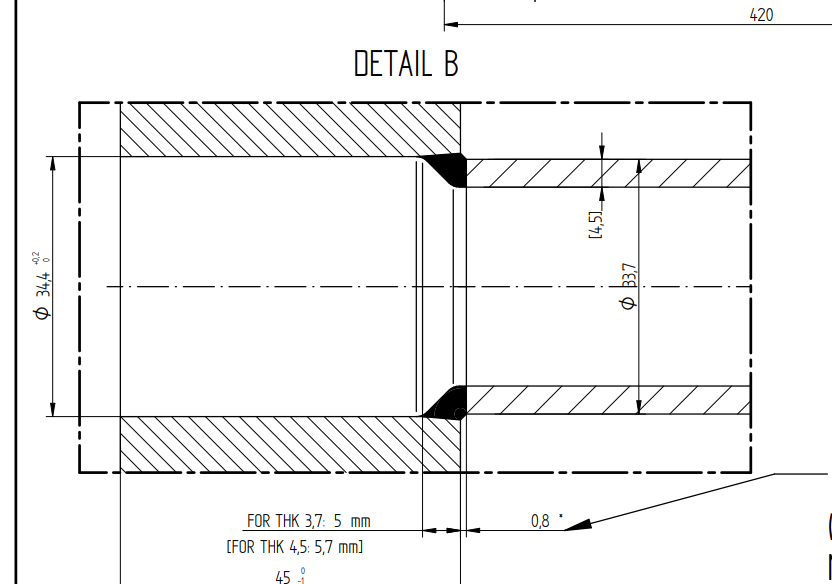 420
DETAIL B
ϕ 34,4 +0,2 0
[4,5]
ϕ 33,7
FOR THK 3,7: 5 mm
0,8 *
[FOR THK 4,5: 5,7 mm]
45 0 -1